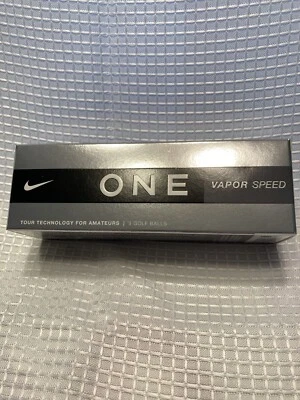 ONE VAPOR SPEED
TOUR TECHNOLOGY FOR AMATEURS | 3 GOLF BALLS